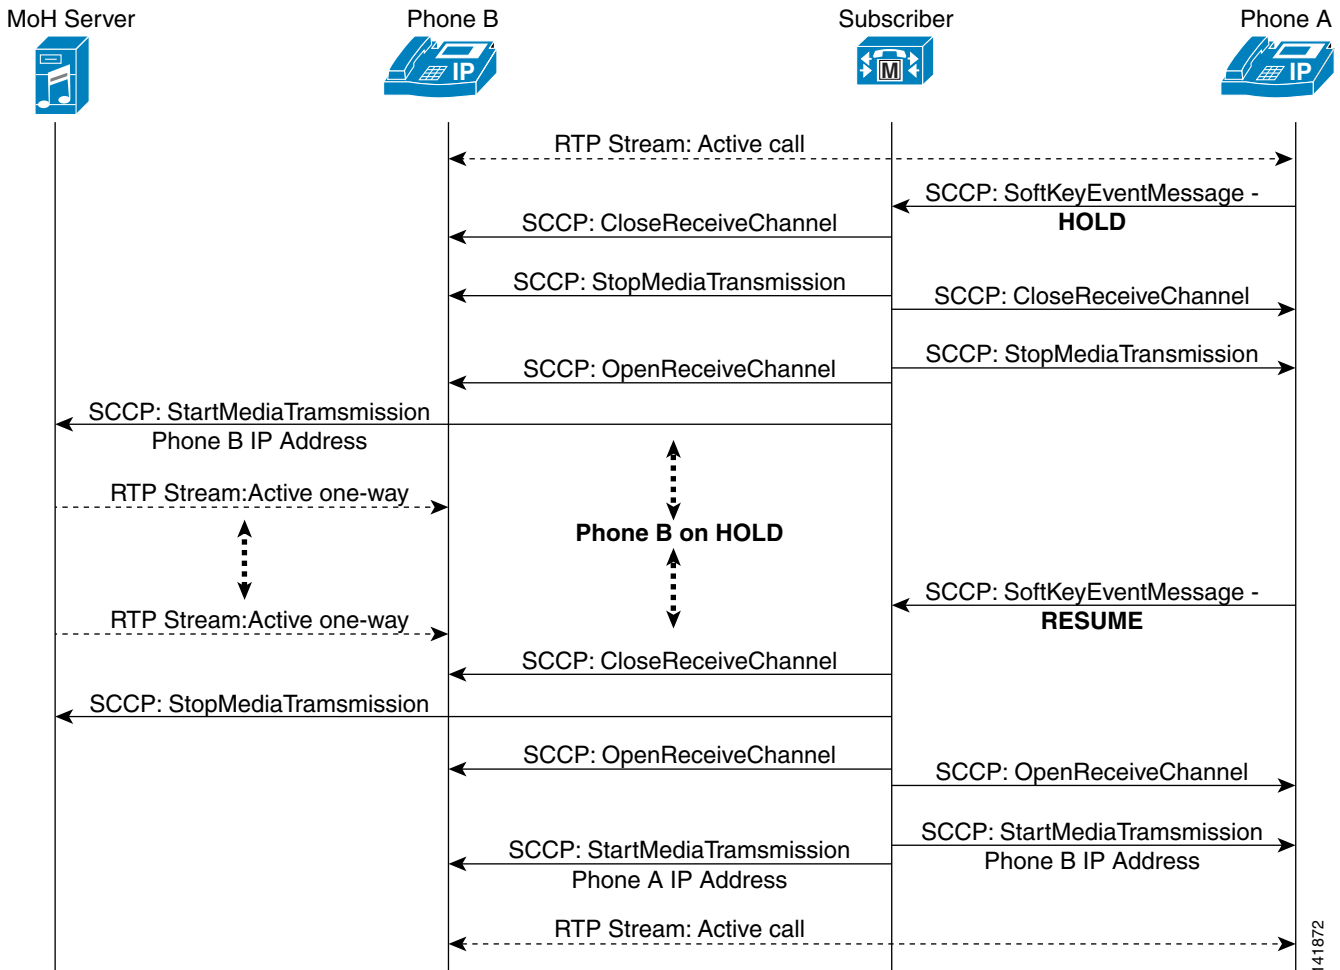 MoH Server
Phone B
Subscriber
Phone A
IP
M
IP
RTP Stream: Active call
SCCP: SoftKeyEventMessage -
HOLD
SCCP: CloseReceiveChannel
SCCP: StopMediaTransmission
SCCP: CloseReceiveChannel
SCCP: StopMediaTransmission
SCCP: OpenReceiveChannel
SCCP: StartMediaTramsmission
Phone B IP Address
RTP Stream:Active one-way
Phone B on HOLD
SCCP: SoftKeyEventMessage -
RESUME
RTP Stream:Active one-way
SCCP: CloseReceiveChannel
SCCP: StopMediaTramsmission
SCCP: OpenReceiveChannel
SCCP: OpenReceiveChannel
SCCP: StartMediaTramsmission
Phone B IP Address
SCCP: StartMediaTramsmission
Phone A IP Address
RTP Stream: Active call
141872